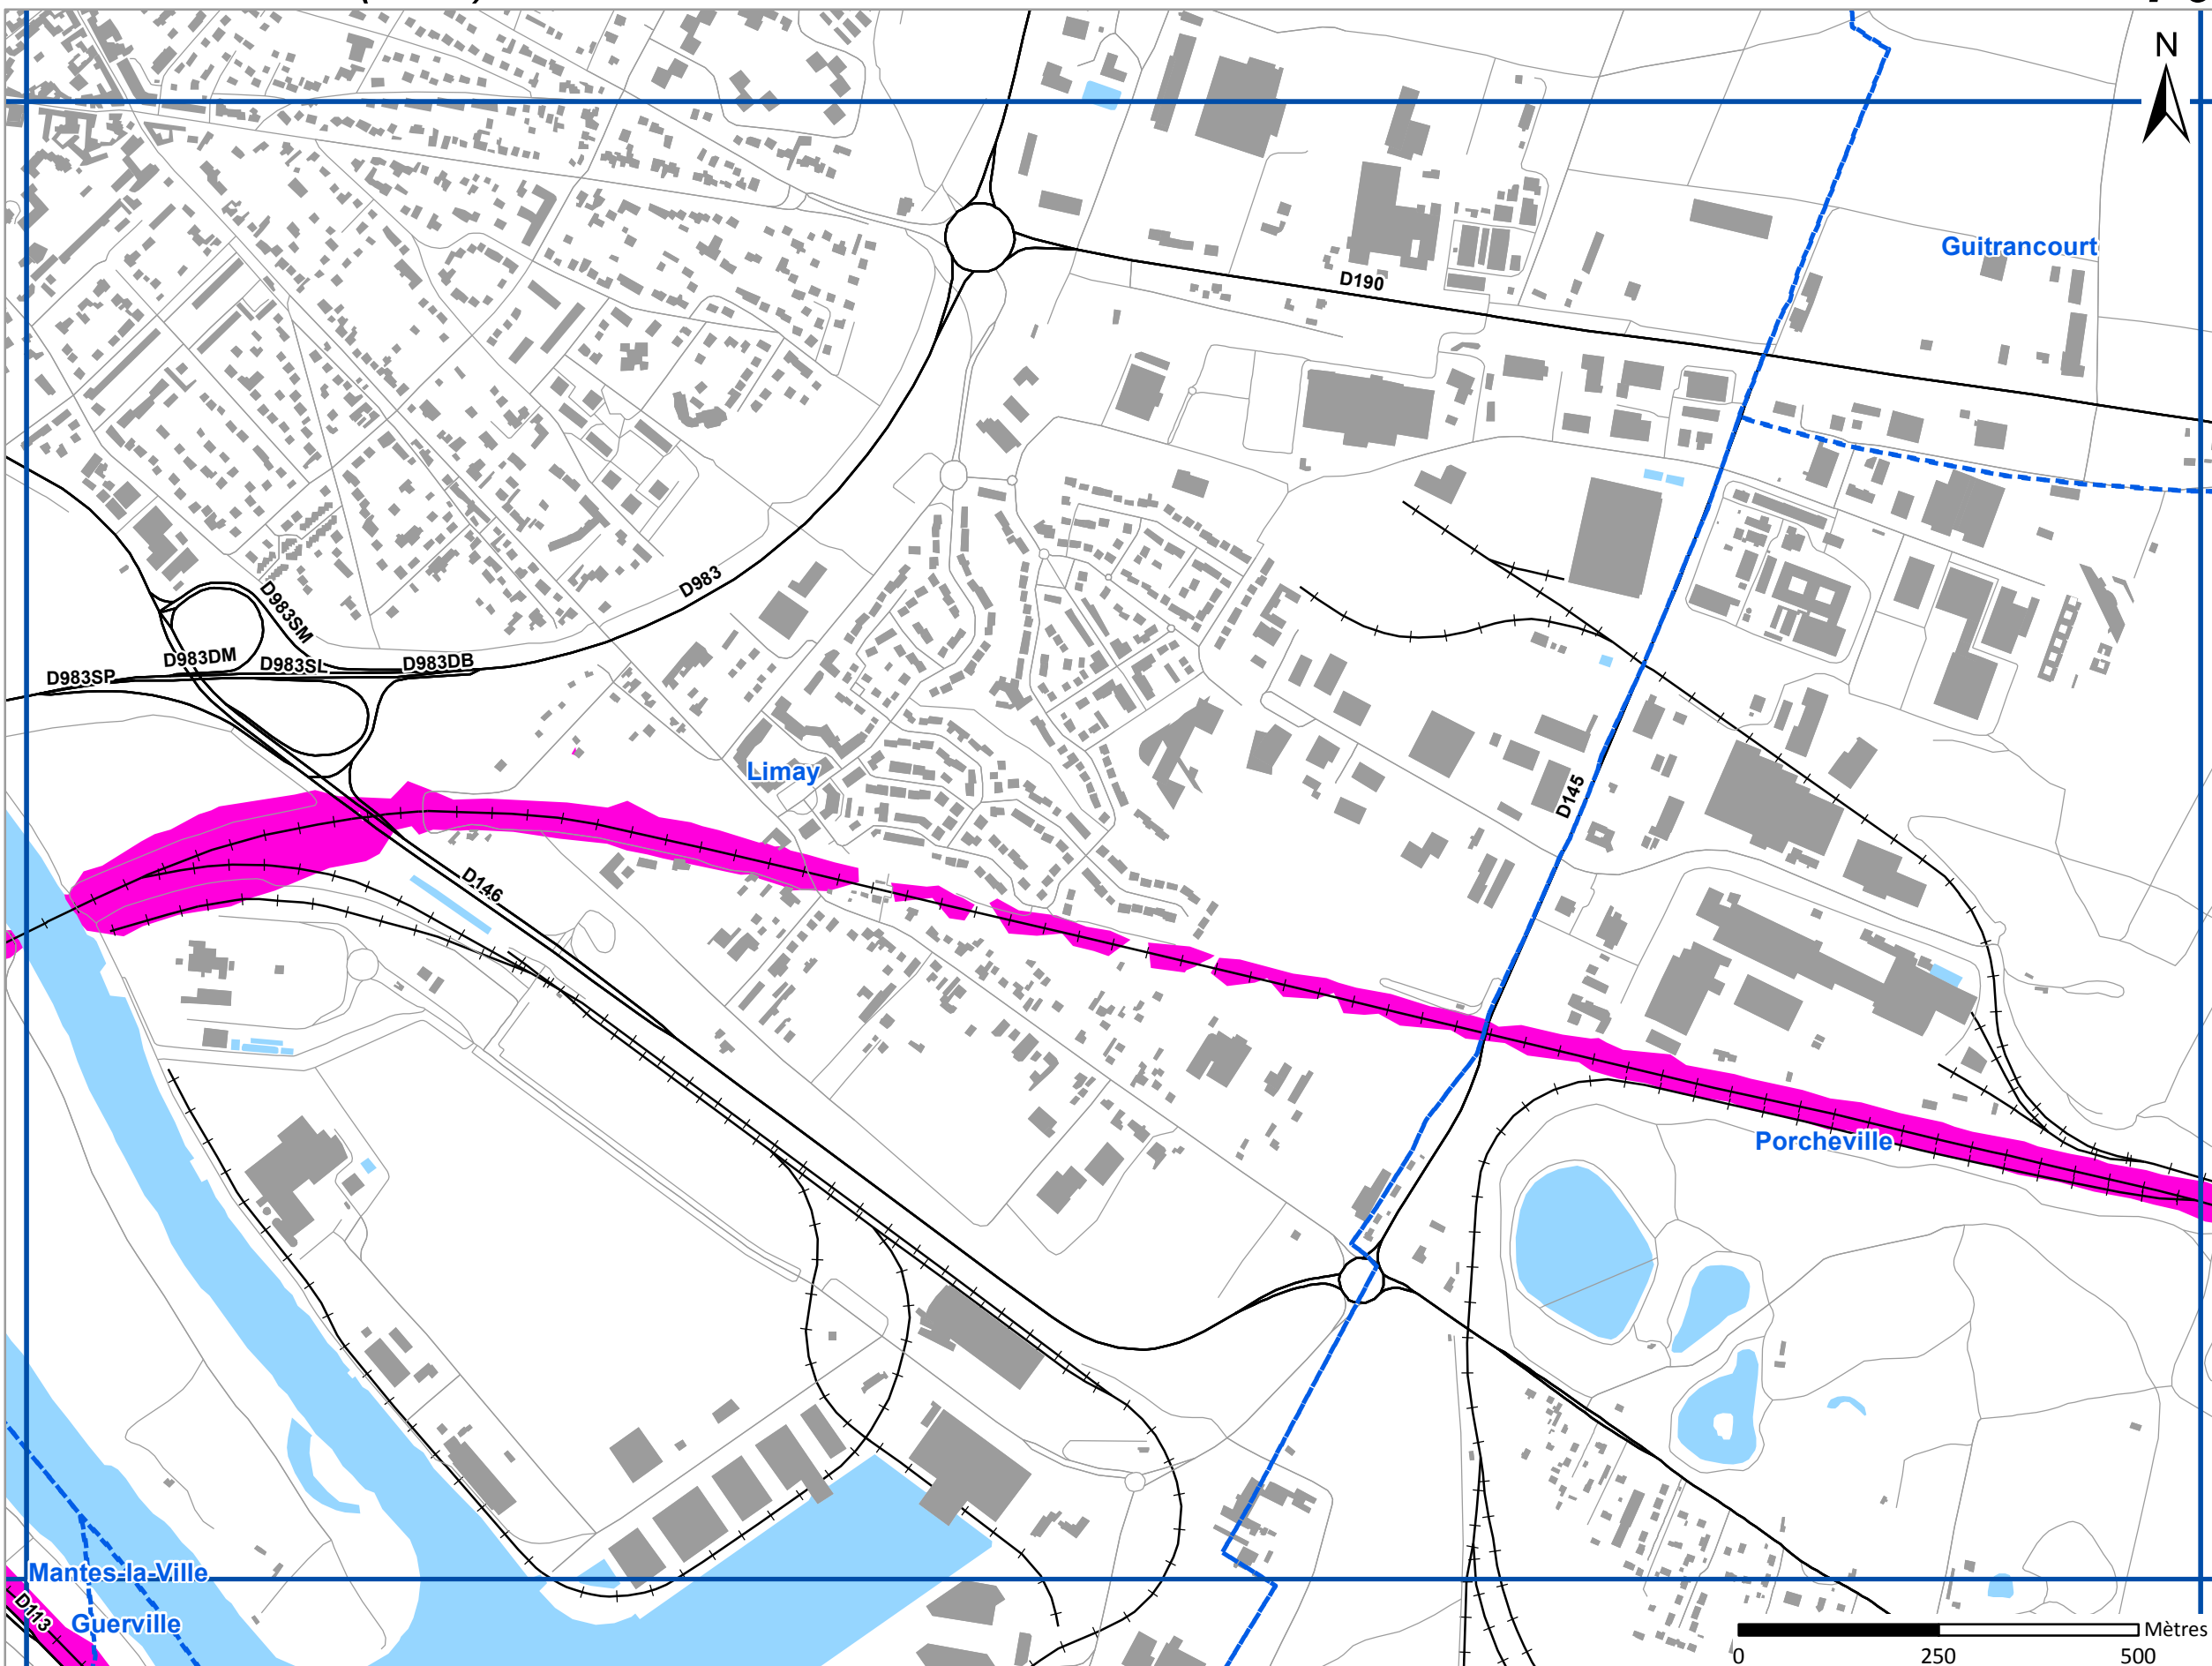 N
Guitrancourt
D190
D983
D983SM
D983DM
D983SL
D983DB
D983SP
Limay
D145
D146
Porcheville
Mantes-la-Ville
D113
Guerville
Mètres
0 250 500